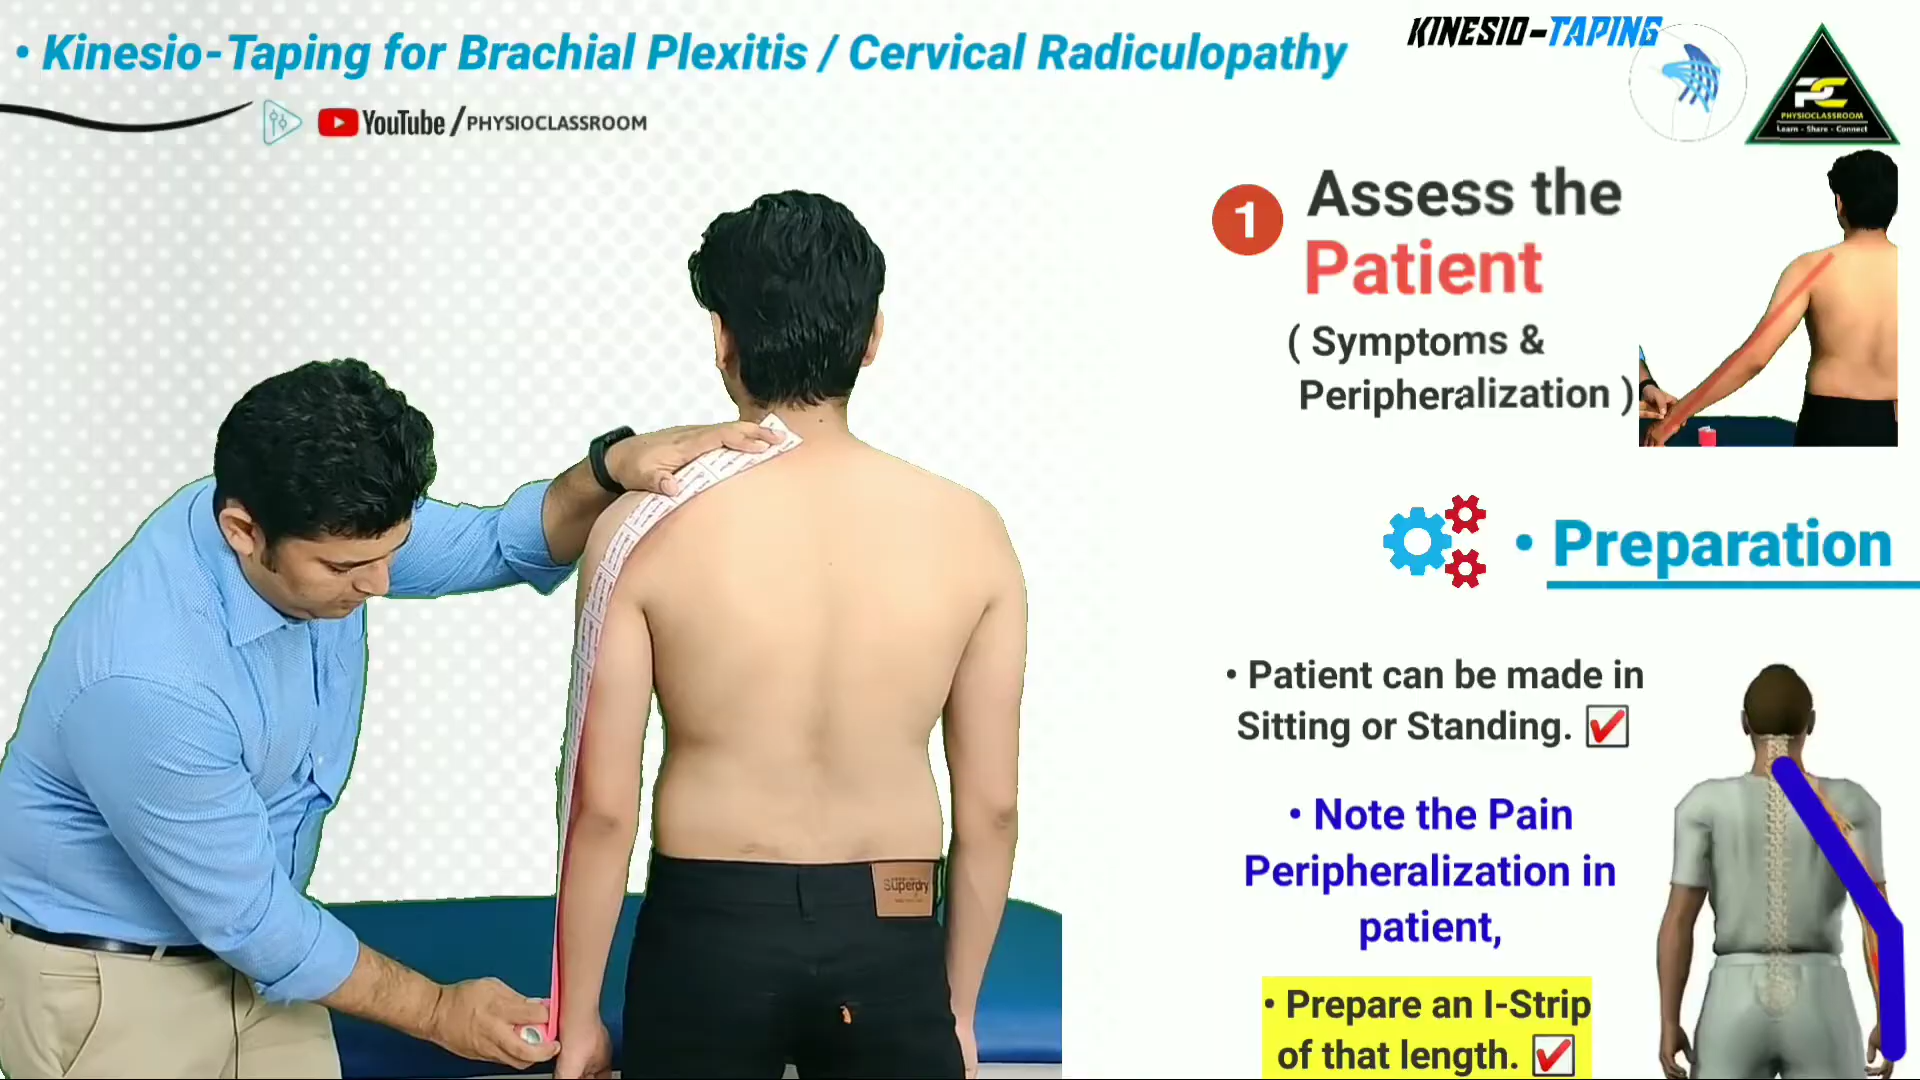 • Kinesio-Taping for Brachial Plexitis / Cervical Radiculopathy
KINESIO-TAPING
YouTube /PHYSIOCLASSROOM
PC
PHYSIOCLASSROOM
Learn - Share - Connect
1 Assess the
Patient
( Symptoms &
Peripheralization )
• Preparation
• Patient can be made in
Sitting or Standing.
• Note the Pain
Peripheralization in
patient,
• Prepare an I-Strip
of that length.
Superdry